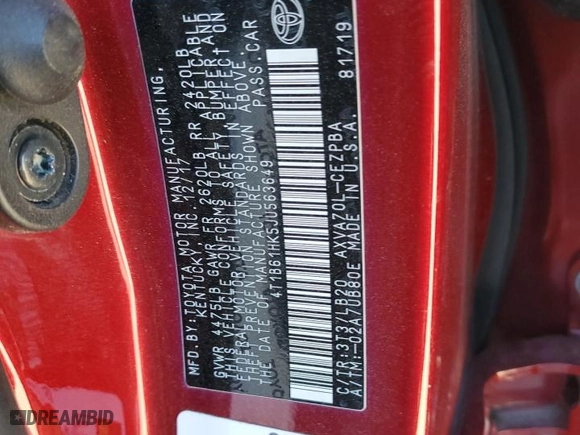 MFD. BY:TOYOTA MOTOR MANUFACTURING,
KENTUCKY, INC. 12/17
GVWR 4475LB GAWR FR 2620LB RR 2420LB
THIS VEHICLE CONFORMS TO ALL APPLICABLE
FEDERAL MOTOR VEHICLE SAFETY, BUMPER, AND
THEFT PREVENTION STANDARDS IN EFFECT ON
THE DATE OF MANUFACTURE SHOWN ABOVE.
4T1B61HK5JU563649 PASS.CAR
C/TR:3T3/LB20 AXVA70L-CEZPBA
A/TM:-02A/UB80E MADE IN U.S.A. 81719
DREAMBID